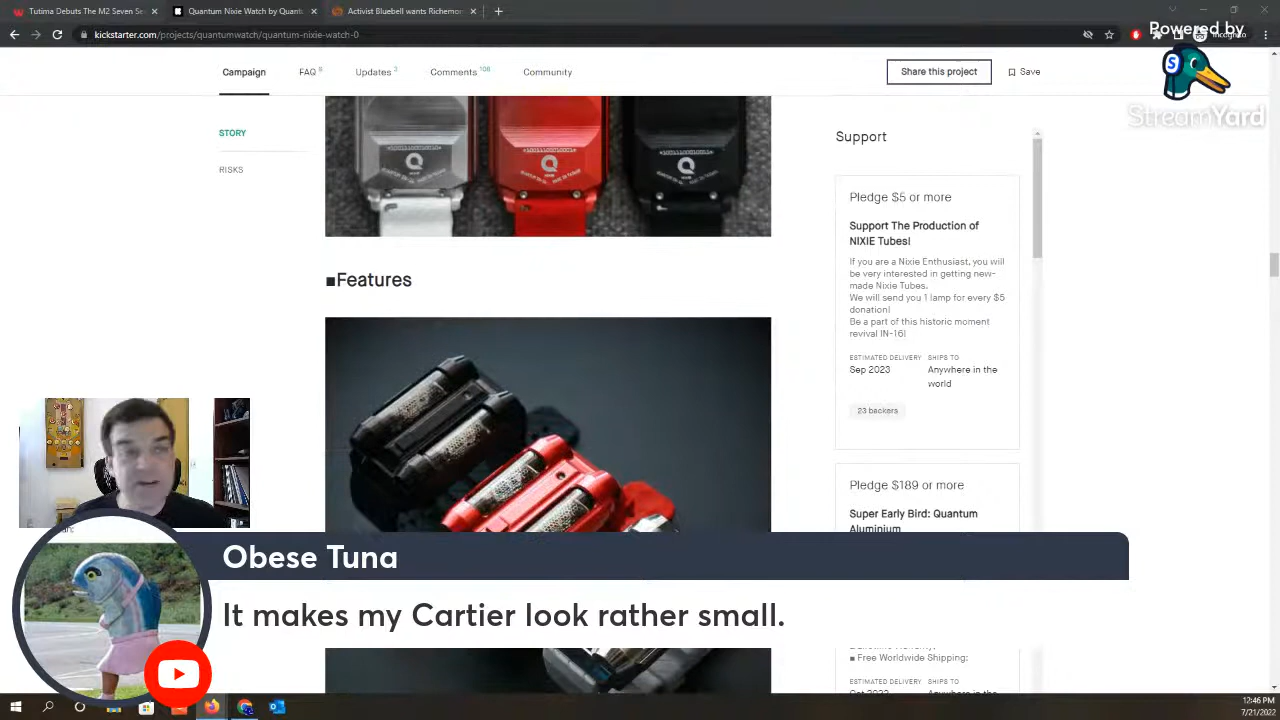 Tutima Debuts The M2 Seven Se
Quantum Nixie Watch by Quant
Activist Bluebell wants Richemon
kickstarter.com/projects/quantumwatch/quantum-nixie-watch-0
Powered by
StreamYard
Campaign
FAQ 8
Updates 3
Comments 108
Community
Share this project
Save
STORY
RISKS
Support
Pledge $5 or more
Support The Production of
NIXIE Tubes!
If you are a Nixie Enthusiast, you will
be very interested in getting new-
made Nixie Tubes.
We will send you 1 lamp for every $5
donation!
Be a part of this historic moment
revival IN-16!
ESTIMATED DELIVERY
SHIPS TO
Sep 2023
Anywhere in the
world
23 backers
■Features
Pledge $189 or more
Super Early Bird: Quantum
Aluminium
Obese Tuna
It makes my Cartier look rather small.
■ Free Worldwide Shipping;
ESTIMATED DELIVERY
SHIPS TO
12:46 PM
7/21/2022